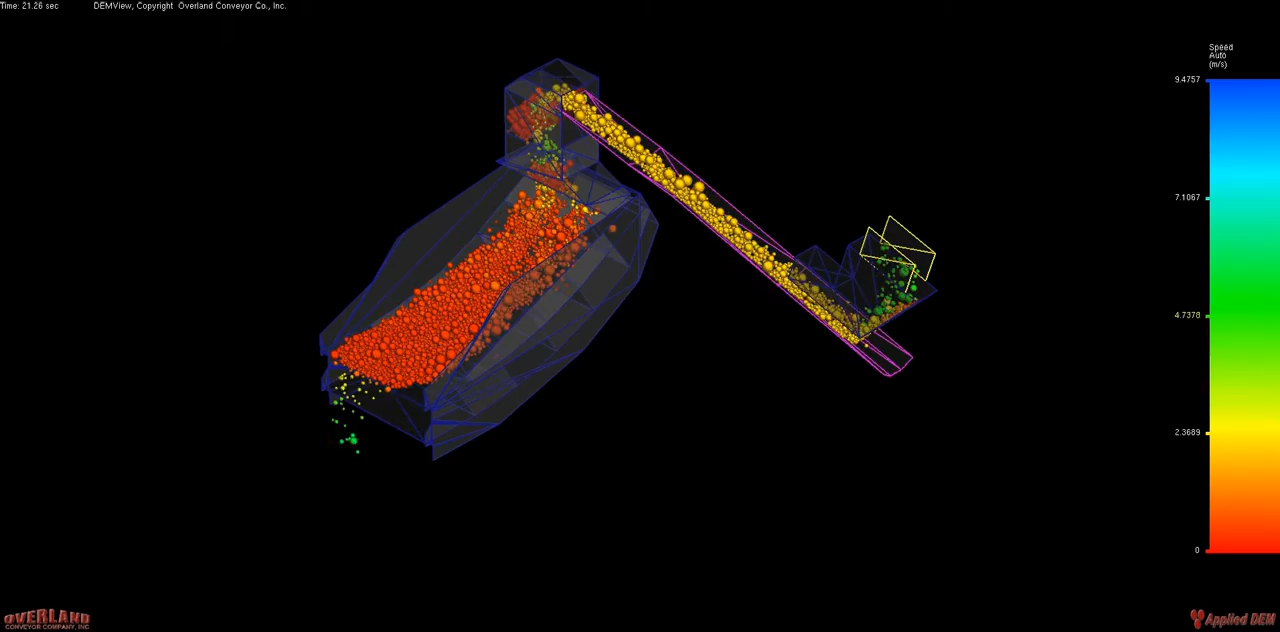 Time: 21.26 sec
DEMView, Copyright Overland Conveyor Co., Inc.
Speed
Auto
(m/s)
9.4757
7.1067
4.7378
2.3689
0
OVERLAND
CONVEYOR COMPANY, INC
Applied DEM